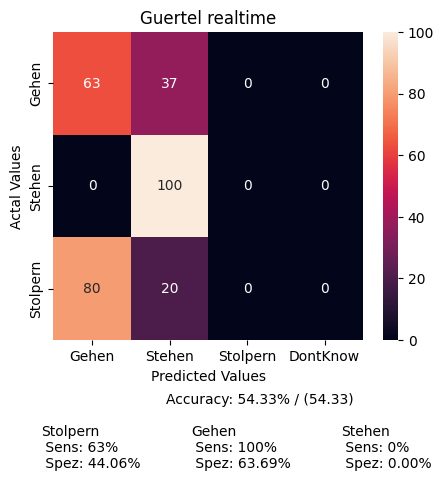 Guertel realtime
Gehen 63 37 0 0
Stehen 0 100 0 0
Stolpern 80 20 0 0
Actal Values
Gehen Stehen Stolpern DontKnow
Predicted Values
100
80
60
40
20
0
Accuracy: 54.33% / (54.33)
Stolpern Gehen Stehen
Sens: 63% Sens: 100% Sens: 0%
Spez: 44.06% Spez: 63.69% Spez: 0.00%